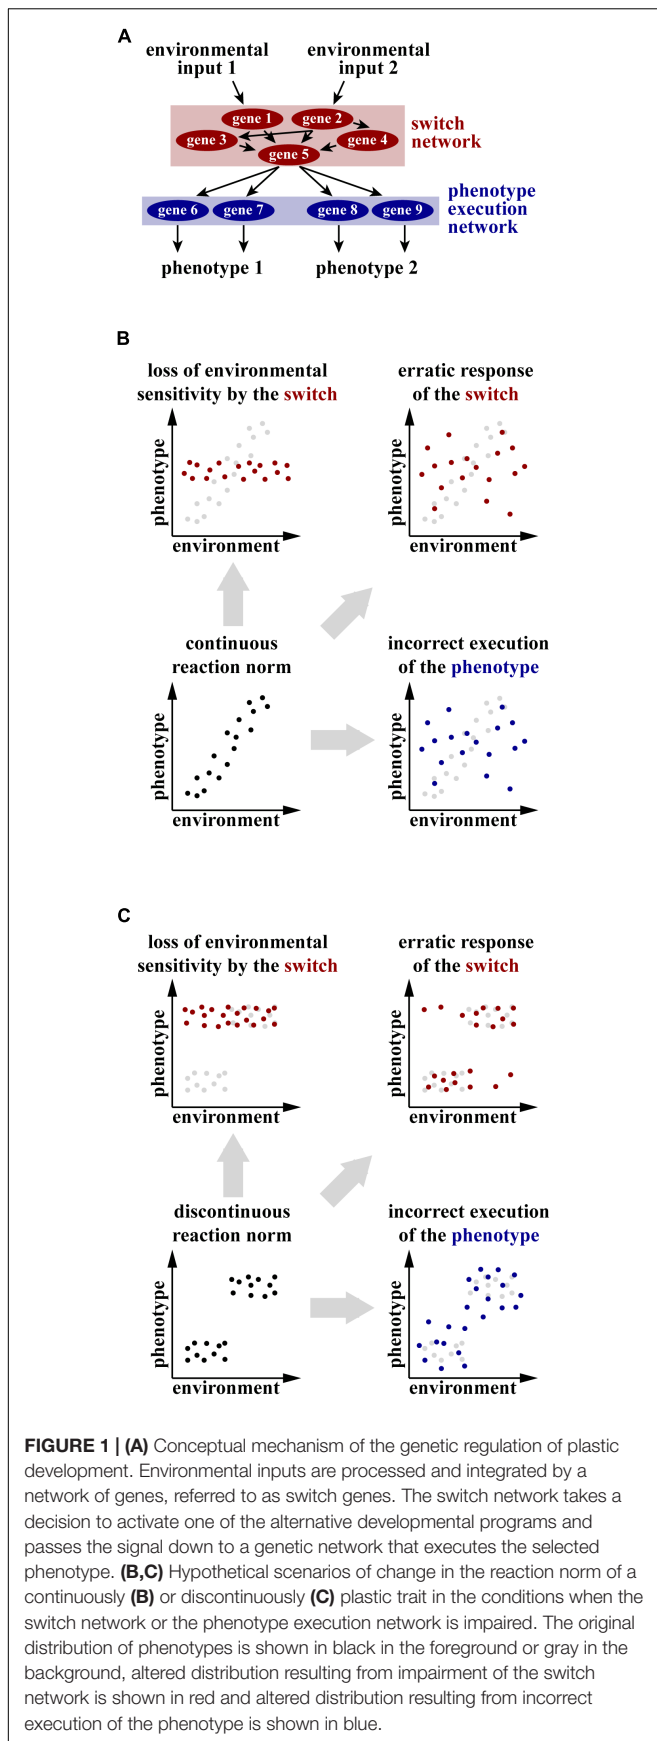 A
environmental input 1
environmental input 2
gene 1
gene 2
gene 3
gene 4
gene 5
switch network
gene 6
gene 7
gene 8
gene 9
phenotype execution network
phenotype 1
phenotype 2
B
loss of environmental
sensitivity by the switch
phenotype
environment
erratic response
of the switch
phenotype
environment
continuous
reaction norm
phenotype
environment
incorrect execution
of the phenotype
phenotype
environment
C
loss of environmental
sensitivity by the switch
phenotype
environment
erratic response
of the switch
phenotype
environment
discontinuous
reaction norm
phenotype
environment
incorrect execution
of the phenotype
phenotype
environment
FIGURE 1 | (A) Conceptual mechanism of the genetic regulation of plastic
development. Environmental inputs are processed and integrated by a
network of genes, referred to as switch genes. The switch network takes a
decision to activate one of the alternative developmental programs and
passes the signal down to a genetic network that executes the selected
phenotype. (B,C) Hypothetical scenarios of change in the reaction norm of a
continuously (B) or discontinuously (C) plastic trait in the conditions when the
switch network or the phenotype execution network is impaired. The original
distribution of phenotypes is shown in black in the foreground or gray in the
background, altered distribution resulting from impairment of the switch
network is shown in red and altered distribution resulting from incorrect
execution of the phenotype is shown in blue.